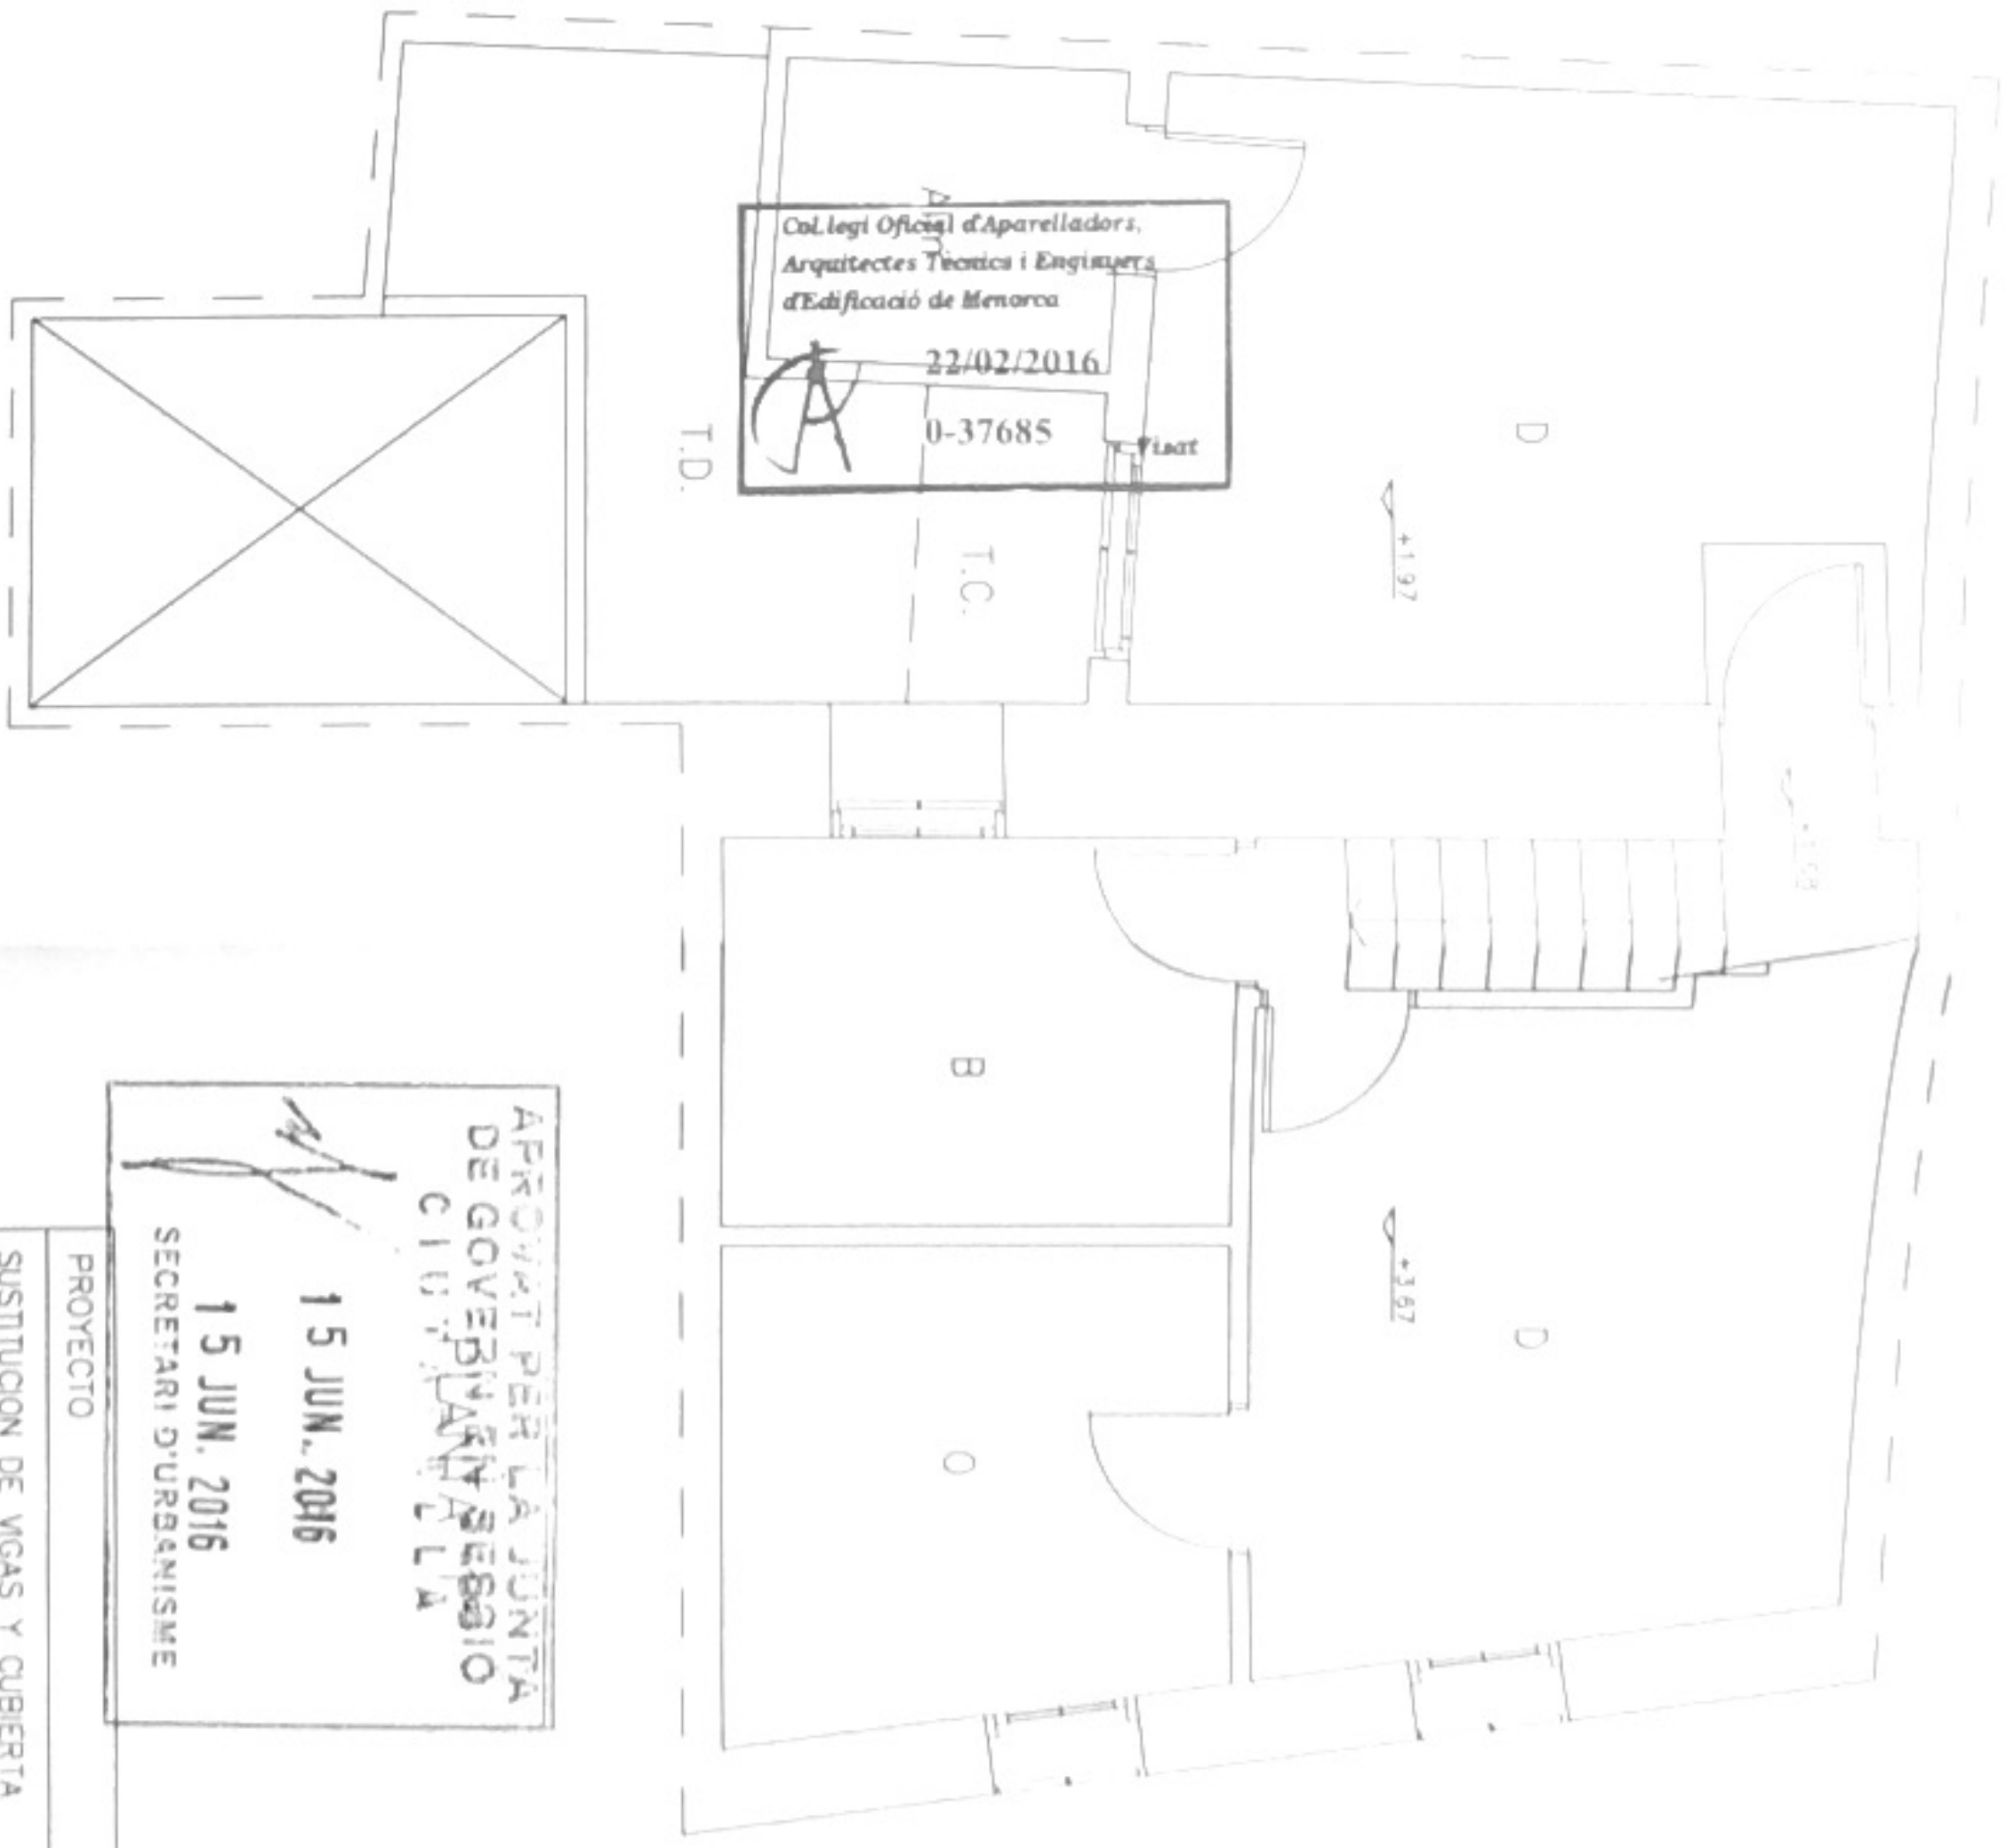 Col.legi Oficial d'Aparelladors,
Arquitectes Tècnics i Enginyers
d'Edificació de Menorca
22/02/2016
0-37685
Visat
D
+1.97
T.D.
T.C.
B
D
+3.67
O
APROVAT PER LA JUNTA
DE GOVERN EN SESSIO
CIUTADELLA
PLANTA
15 JUN. 2016
15 JUN. 2016
SECRETARI D'URBANISME
PROYECTO
SUSTITUCION DE VIGAS Y CUBIERTA